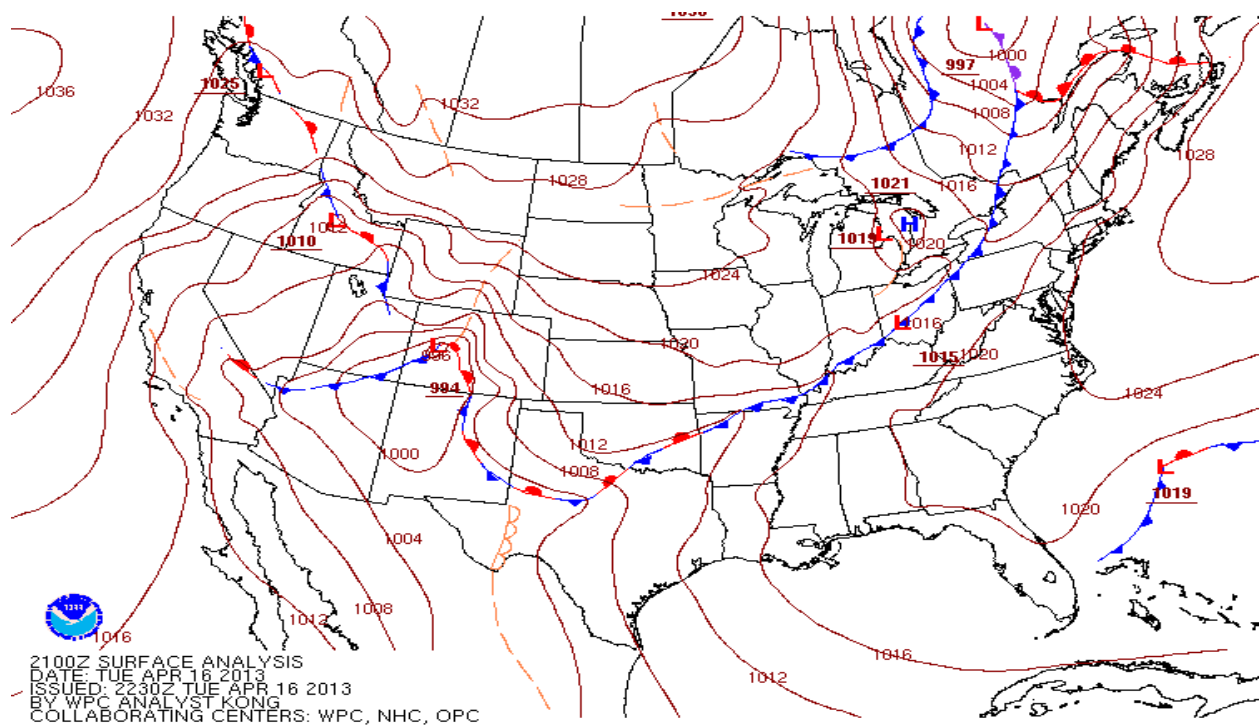 1036
1032
1025
L
1036
1032
1028
L
997
1000
1004
1008
1012
1016
1021
1028
L
1012
1010
L
1019
H
1020
1024
L
1016
1020
1015
1020
1024
L
996
994
1016
1012
1008
1000
1004
1008
1012
1016
L
1019
1020
1016
1012
2100Z SURFACE ANALYSIS
DATE: TUE APR 16 2013
ISSUED: 2230Z TUE APR 16 2013
BY WPC ANALYST KONG
COLLABORATING CENTERS: WPC, NHC, OPC